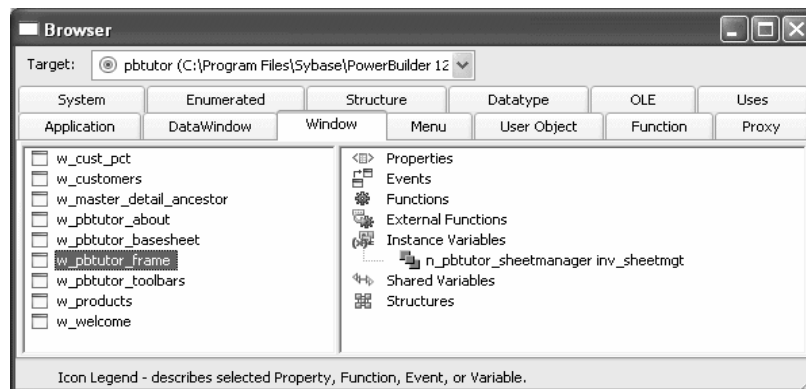 Browser
Target: pbtutor (C:\Program Files\Sybase\PowerBuilder 12
System Enumerated Structure Datatype OLE Uses
Application DataWindow Window Menu User Object Function Proxy
w_cust_pct
w_customers
w_master_detail_ancestor
w_pbtutor_about
w_pbtutor_basesheet
w_pbtutor_frame
w_pbtutor_toolbars
w_products
w_welcome
Properties
Events
Functions
External Functions
Instance Variables
n_pbtutor_sheetmanager inv_sheetmgt
Shared Variables
Structures
Icon Legend - describes selected Property, Function, Event, or Variable.